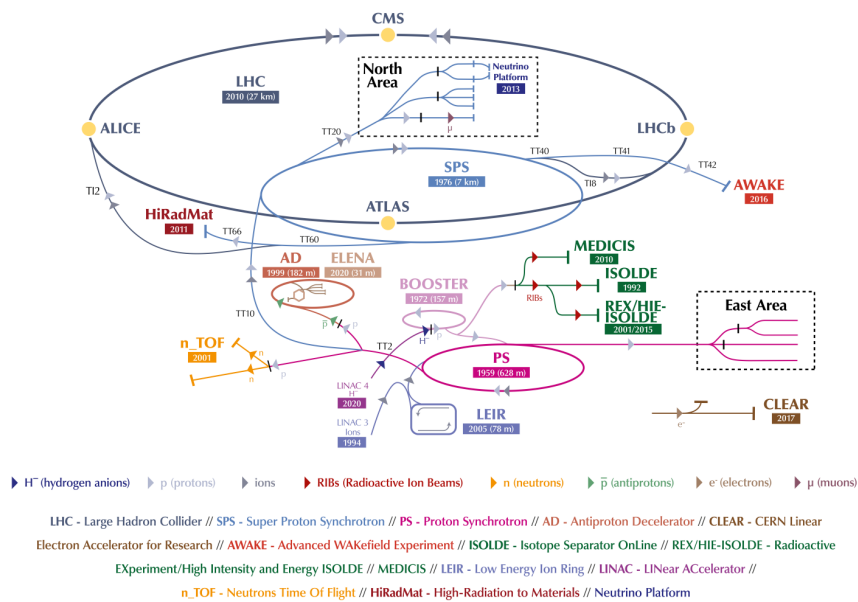 CMS
North
Area
Neutrino
Platform
2013
LHC
2010 (27 km)
μ
ALICE
TT20
LHCb
TT40
TT41
SPS
1976 (7 km)
TT42
TI8
TI2
AWAKE
2016
HiRadMat
2011
ATLAS
TT66
TT60
MEDICIS
2010
AD
1999 (182 m)
ELENA
2020 (31 m)
ISOLDE
1992
BOOSTER
1972 (157 m)
RIBs
REX/HIE-
ISOLDE
2001/2015
East Area
TT10
p̅
p
H⁻
p
n_TOF
2001
TT2
n
n
p
PS
1959 (628 m)
LINAC 4
H⁻
2020
LINAC 3
Ions
1994
LEIR
2005 (78 m)
CLEAR
2017
e⁻
H⁻ (hydrogen anions)
p (protons)
ions
RIBs (Radioactive Ion Beams)
n (neutrons)
p̅ (antiprotons)
e⁻ (electrons)
μ (muons)
LHC - Large Hadron Collider // SPS - Super Proton Synchrotron // PS - Proton Synchrotron // AD - Antiproton Decelerator // CLEAR - CERN Linear
Electron Accelerator for Research // AWAKE - Advanced WAKefield Experiment // ISOLDE - Isotope Separator OnLine // REX/HIE-ISOLDE - Radioactive
EXperiment/High Intensity and Energy ISOLDE // MEDICIS // LEIR - Low Energy Ion Ring // LINAC - LINear ACcelerator //
n_TOF - Neutrons Time Of Flight // HiRadMat - High-Radiation to Materials // Neutrino Platform